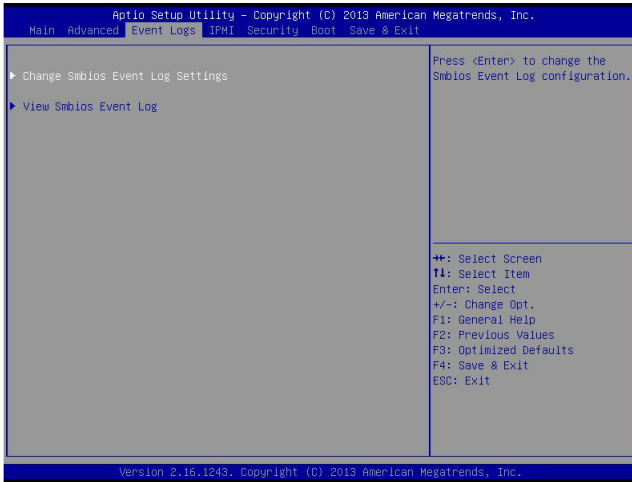 Aptio Setup Utility – Copyright (C) 2013 American Megatrends, Inc.
Main Advanced Event Logs IPMI Security Boot Save & Exit
Press <Enter> to change the
Smbios Event Log configuration.
▶ Change Smbios Event Log Settings
▶ View Smbios Event Log
→←: Select Screen
↑↓: Select Item
Enter: Select
+/-: Change Opt.
F1: General Help
F2: Previous Values
F3: Optimized Defaults
F4: Save & Exit
ESC: Exit
Version 2.16.1243. Copyright (C) 2013 American Megatrends, Inc.